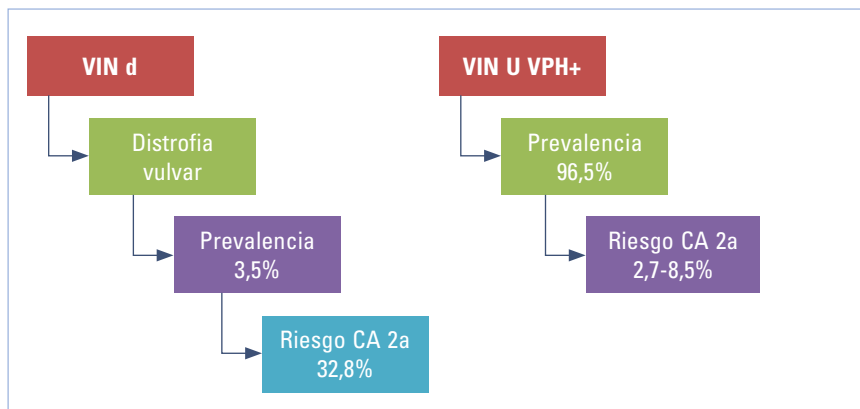 VIN d
Distrofia
vulvar
Prevalencia
3,5%
Riesgo CA 2a
32,8%
VIN U VPH+
Prevalencia
96,5%
Riesgo CA 2a
2,7-8,5%